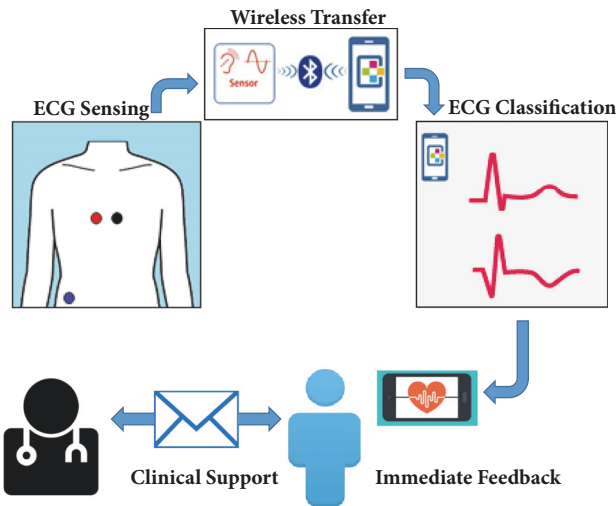 Wireless Transfer
Sensor
ECG Sensing
ECG Classification
Clinical Support
Immediate Feedback